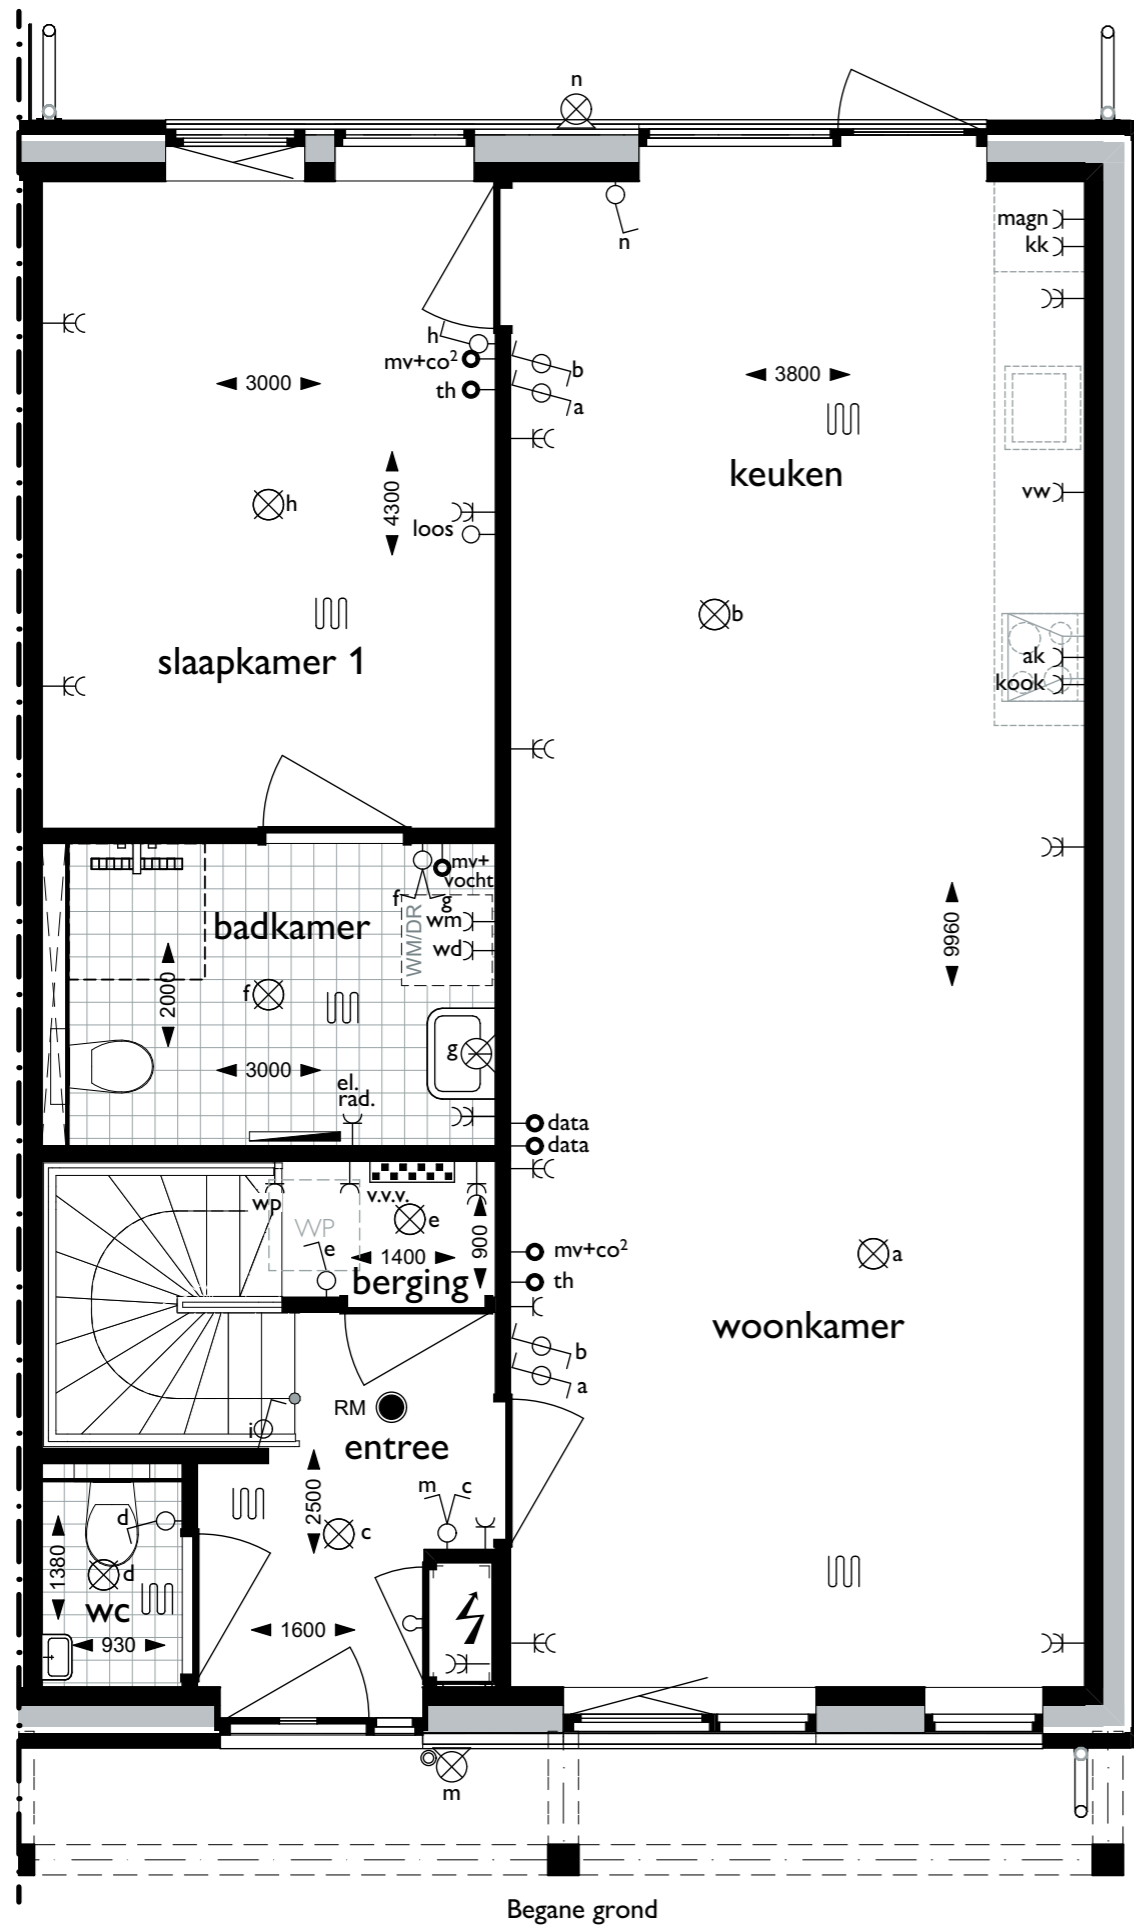 n
n
magn
kk
h
mv+co²
th
b
a
3000
3800
keuken
4300
h
loos
vw
b
slaapkamer 1
ak
kook
mv+
vocht
f
g
badkamer
WM/DR
wm
wd
9960
2000
f
3000
g
el.
rad.
data
data
wp
v.v.v.
WP
e
e
1400
900
berging
mv+co²
th
a
woonkamer
b
a
RM
i
entree
m
c
2500
c
d
d
1380
wc
930
1600
m
Begane grond